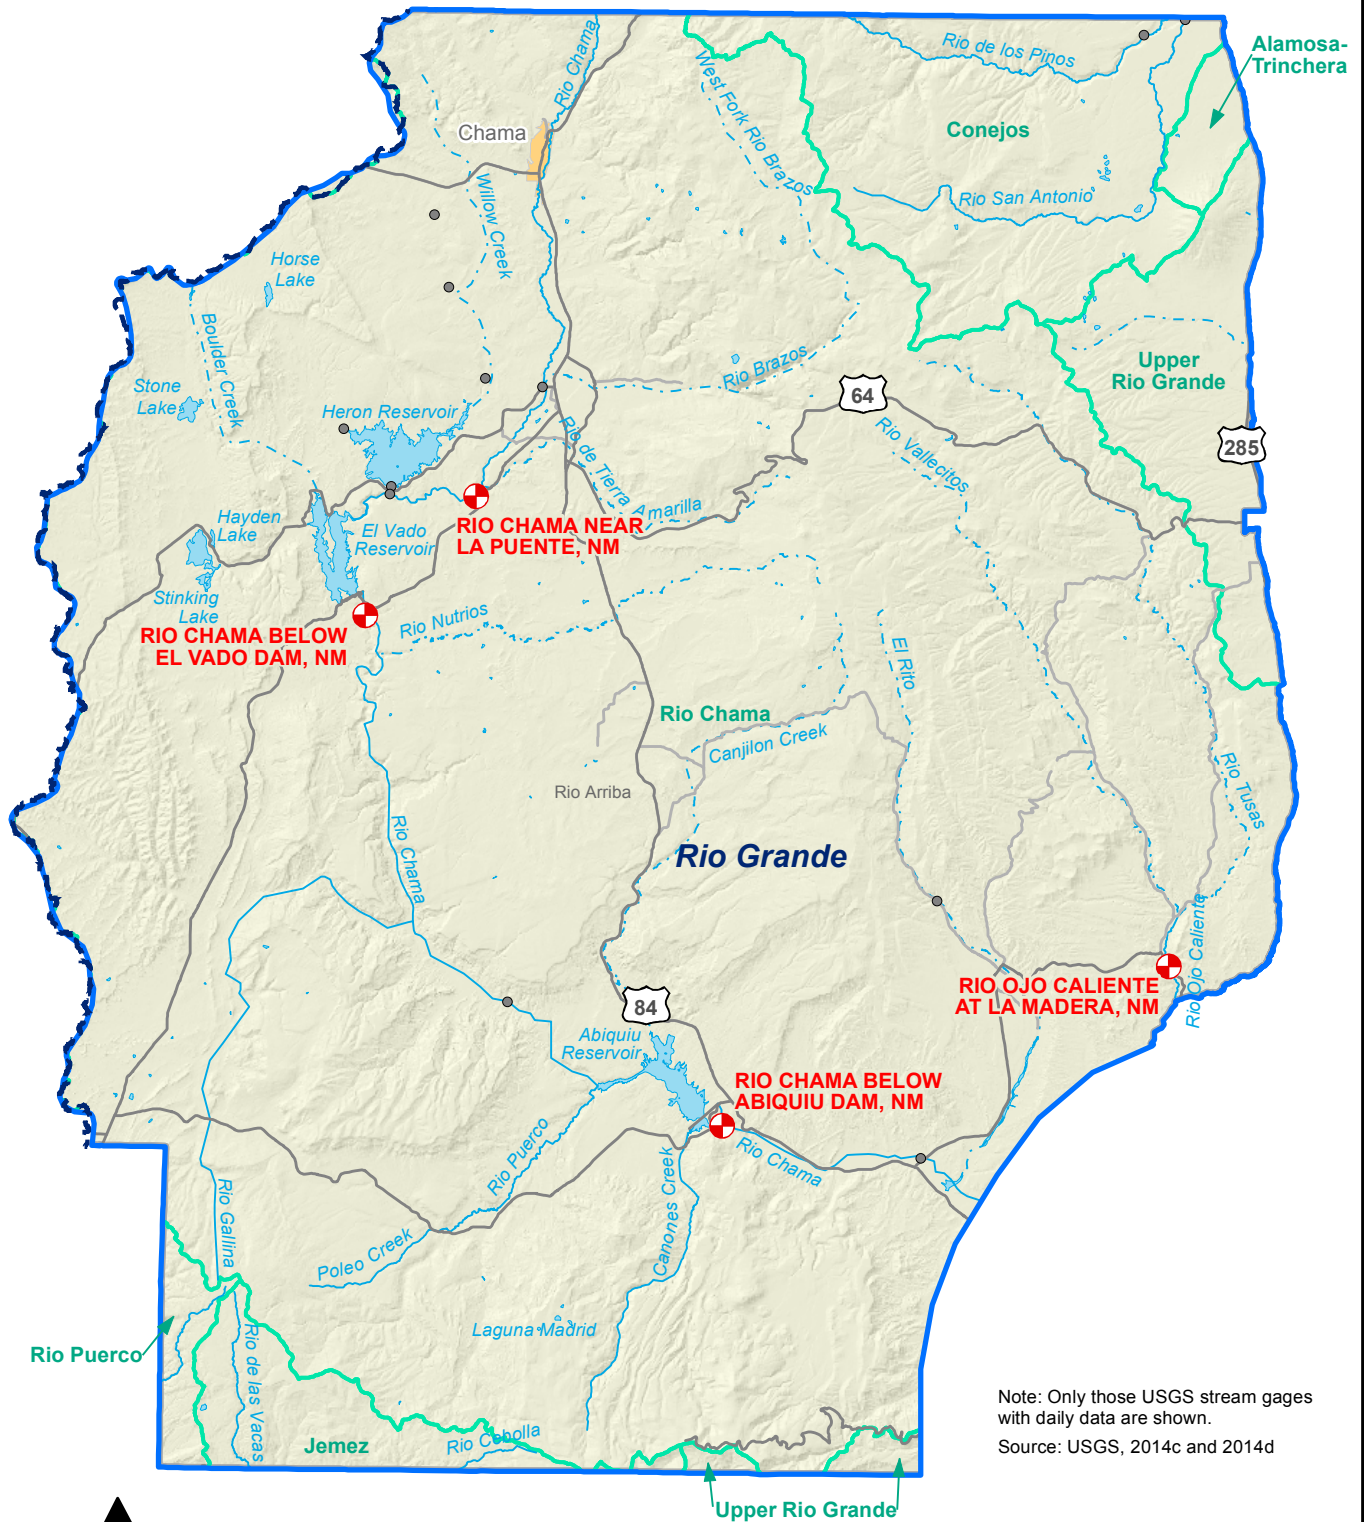 Rio de los Pinos
Alamosa-
Trinchera
Rio Chama
West Fork Rio Brazos
Chama
Conejos
Willow Creek
Rio San Antonio
Horse
Lake
Boulder Creek
Upper
Rio Grande
Rio Brazos
Stone
Lake
64
Heron Reservoir
285
Rio de Tierra Amarilla
Rio Vallecitos
Hayden
Lake
El Vado
Reservoir
RIO CHAMA NEAR
LA PUENTE, NM
Stinking
Lake
Rio Nutrios
RIO CHAMA BELOW
EL VADO DAM, NM
El Rito
Rio Chama
Canjilon Creek
Rio Tusas
Rio Arriba
Rio Chama
Rio Grande
Rio Ojo Caliente
RIO OJO CALIENTE
AT LA MADERA, NM
84
Abiquiu
Reservoir
RIO CHAMA BELOW
ABIQUIU DAM, NM
Rio Puerco
Rio Chama
Canones Creek
Rio Gallina
Poleo Creek
Laguna Madrid
Rio Puerco
Rio de las Vacas
Note: Only those USGS stream gages
with daily data are shown.
Source: USGS, 2014c and 2014d
Jemez
Rio Cebolla
Upper Rio Grande